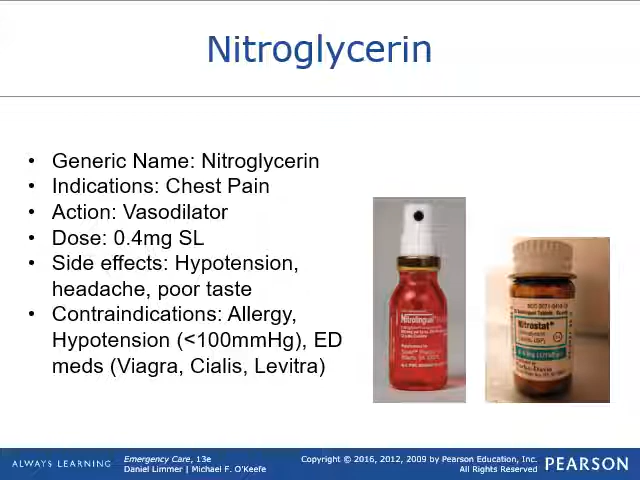 Nitroglycerin
• Generic Name: Nitroglycerin
• Indications: Chest Pain
• Action: Vasodilator
• Dose: 0.4mg SL
• Side effects: Hypotension,
headache, poor taste
• Contraindications: Allergy,
Hypotension (<100mmHg), ED
meds (Viagra, Cialis, Levitra)
Nitrolingual
Nitrostat®
ALWAYS LEARNING
Emergency Care, 13e
Daniel Limmer | Michael F. O'Keefe
Copyright © 2016, 2012, 2009 by Pearson Education, Inc.
All Rights Reserved
PEARSON